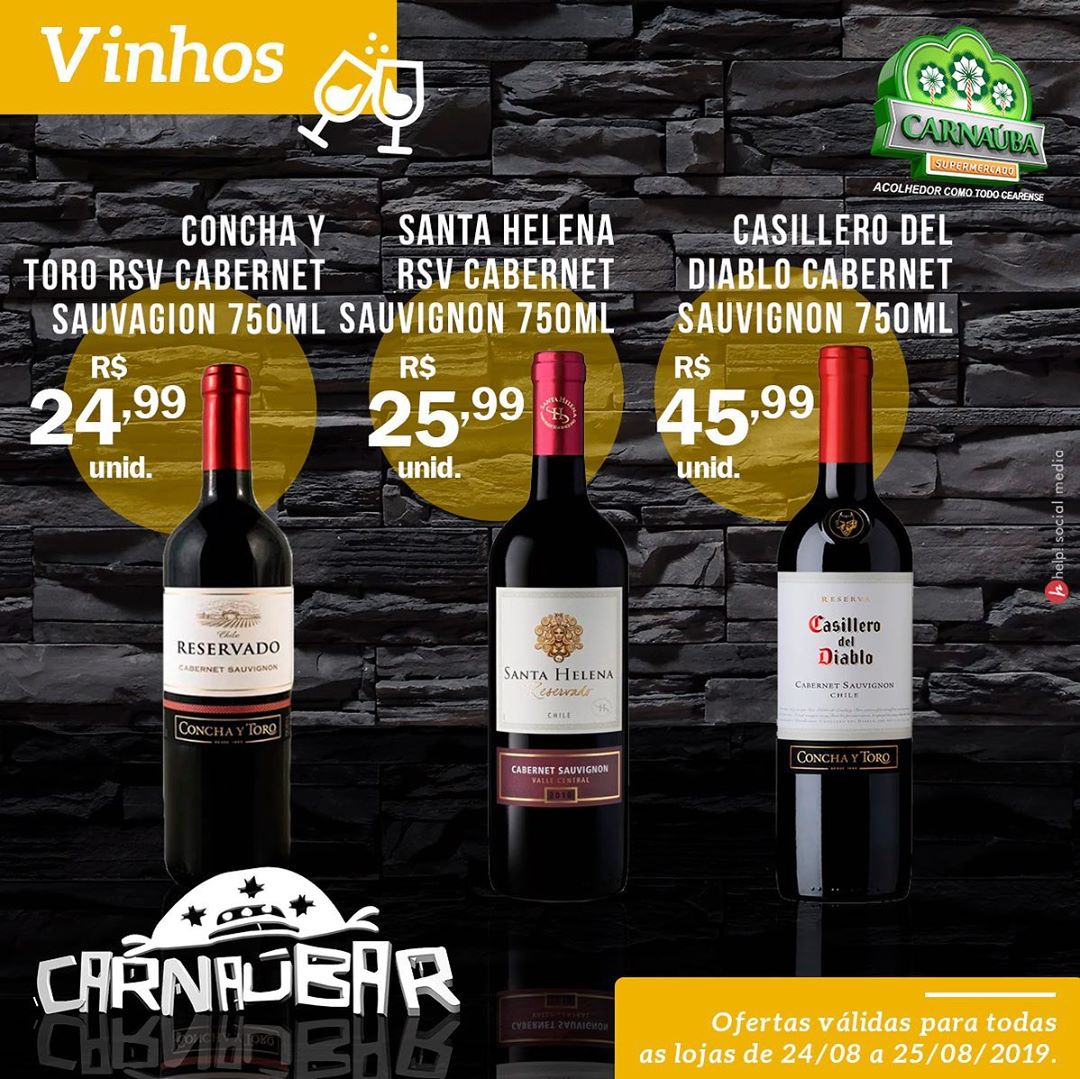 Vinhos
CARNAÚBA
SUPERMERCADO
ACOLHEDOR COMO TODO CEARENSE
CONCHA Y
TORO RSV CABERNET
SAUVAGION 750ML
R$
24,99
unid.
SANTA HELENA
RSV CABERNET
SAUVIGNON 750ML
R$
25,99
unid.
CASILLERO DEL
DIABLO CABERNET
SAUVIGNON 750ML
R$
45,99
unid.
help! social media
Chile
RESERVADO
CABERNET SAUVIGNON
CONCHA Y TORO
SANTA HELENA
SANTA HELENA
Reservado
CHILE
CABERNET SAUVIGNON
VALLE CENTRAL
RESERVA
Casillero
del
Diablo
CABERNET SAUVIGNON
CHILE
CONCHA Y TORO
CARNAÚBAR
Ofertas válidas para todas
as lojas de 24/08 a 25/08/2019.